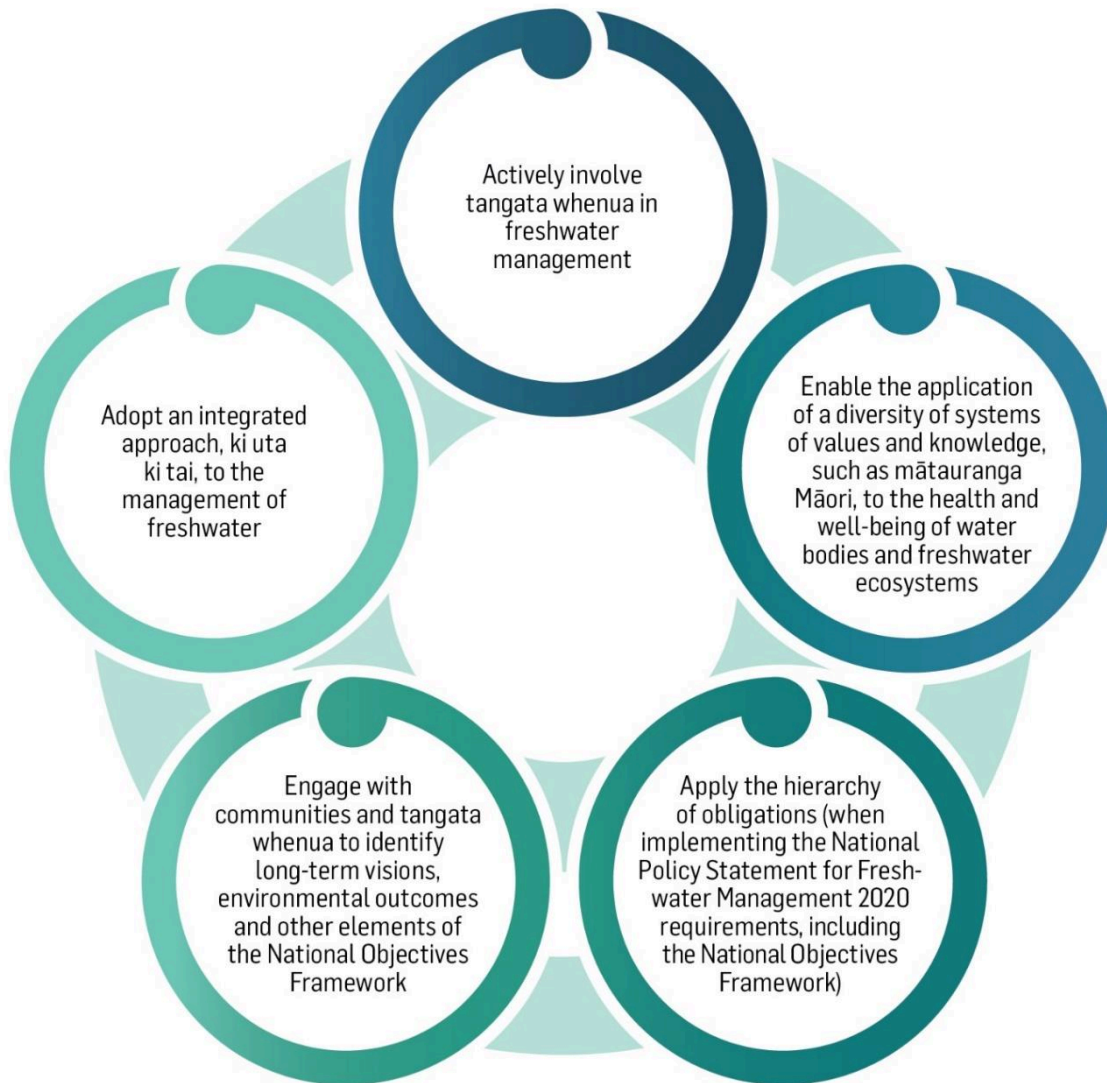 Actively involve
tangata whenua in
freshwater
management
Enable the application
of a diversity of systems
of values and knowledge,
such as mātauranga
Māori, to the health and
well-being of water
bodies and freshwater
ecosystems
Apply the hierarchy
of obligations (when
implementing the National
Policy Statement for Fresh-
water Management 2020
requirements, including
the National Objectives
Framework)
Engage with
communities and tangata
whenua to identify
long-term visions,
environmental outcomes
and other elements of
the National Objectives
Framework
Adopt an integrated
approach, ki uta
ki tai, to the
management of
freshwater